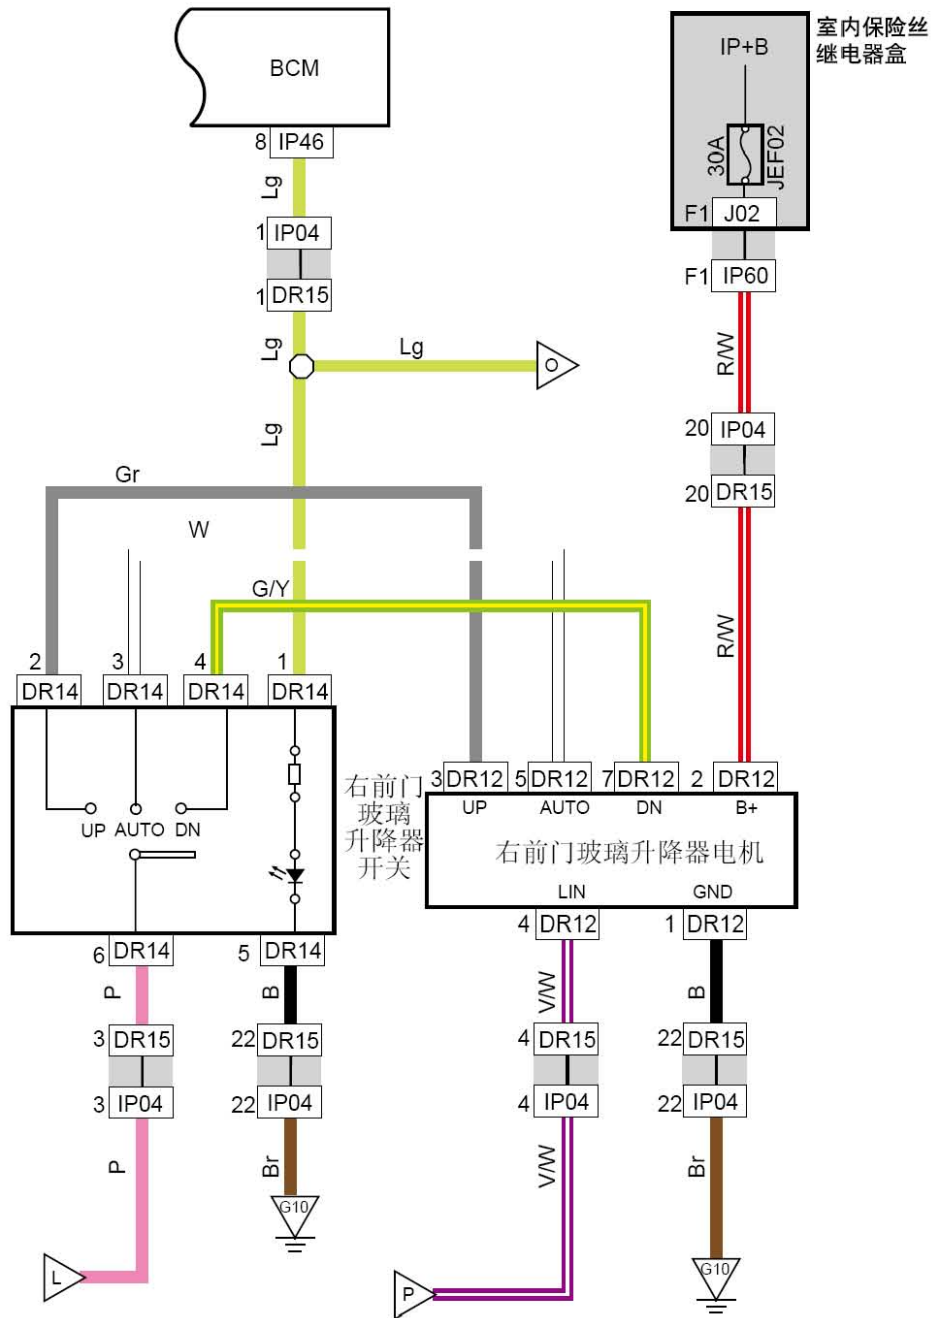 BCM
8 IP46
Lg
1 IP04
1 DR15
Lg
Lg
O
Lg
室内保险丝
继电器盒
IP+B
30A
JEF02
F1 J02
F1 IP60
R/W
20 IP04
20 DR15
R/W
Gr
W
G/Y
2 3 4 1
DR14 DR14 DR14 DR14
UP AUTO DN
右前门
玻璃
升降器
开关
3 DR12 5 DR12 7 DR12 2 DR12
UP AUTO DN B+
右前门玻璃升降器电机
LIN GND
6 DR14 5 DR14
4 DR12 1 DR12
P B V/W B
3 DR15 22 DR15 4 DR15 22 DR15
3 IP04 22 IP04 4 IP04 22 IP04
P Br V/W Br
G10
G10
L
P